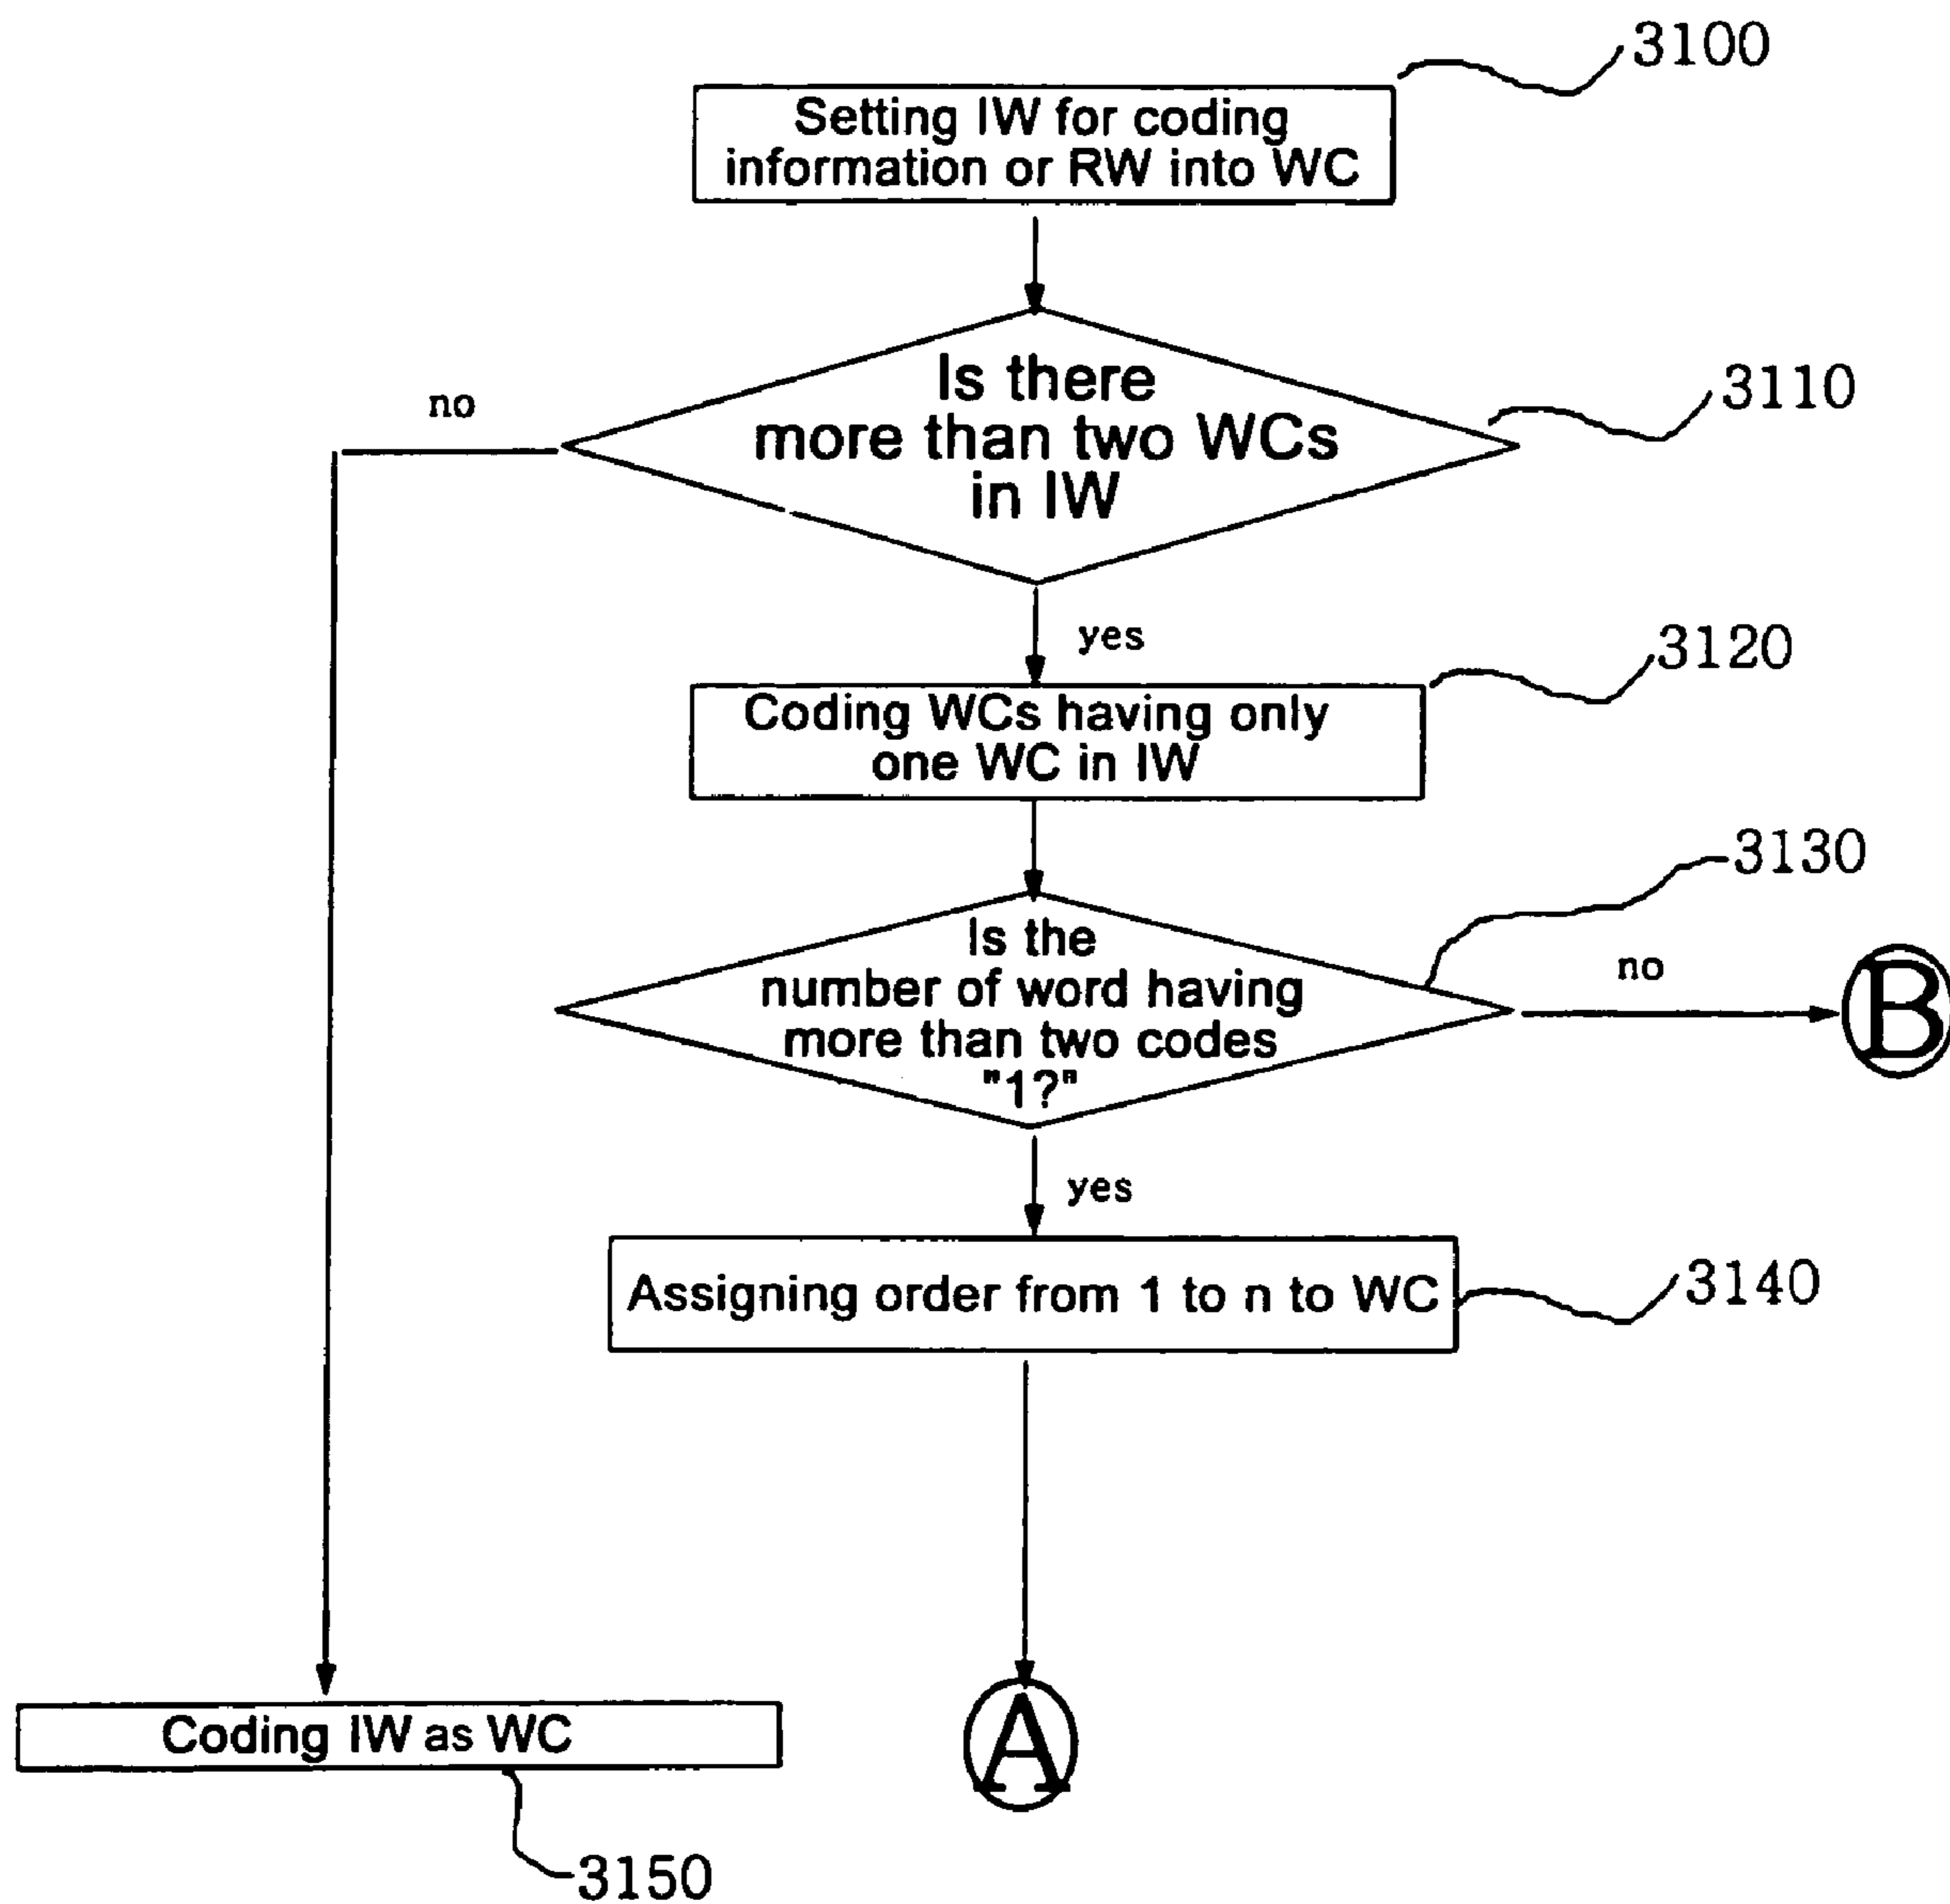 3100
Setting IW for coding
information or RW into WC
Is there
more than two WCs
in IW
3110
no
yes
3120
Coding WCs having only
one WC in IW
3130
Is the
number of word having
more than two codes
"1?"
no
B
yes
Assigning order from 1 to n to WC
3140
Coding IW as WC
A
3150